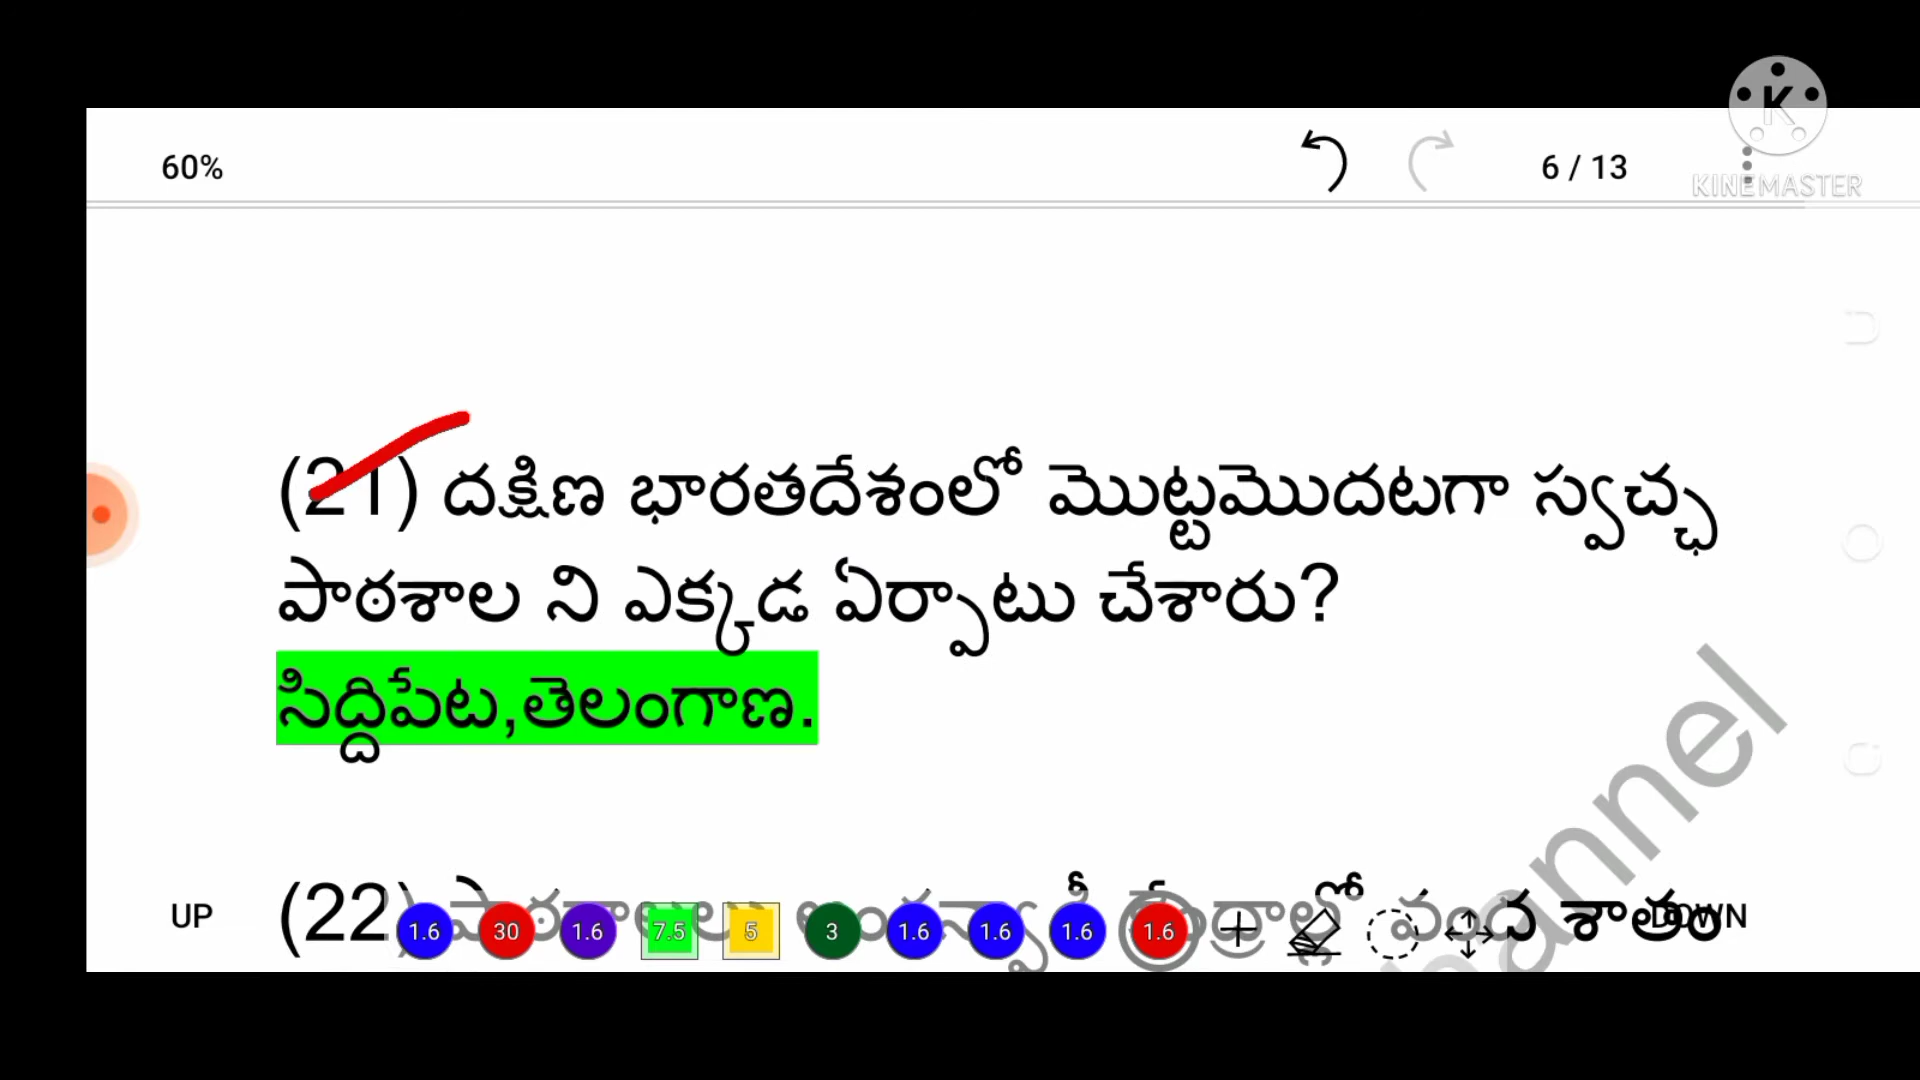 60%
6 / 13
KINEMASTER
(21) దక్షిణ భారతదేశంలో మొట్టమొదటగా స్వచ్ఛ
పాఠశాల ని ఎక్కడ ఏర్పాటు చేశారు?
సిద్దిపేట,తెలంగాణ.
UP
(22)
శాతం
DOWN
1.6 30 1.6 7.5 5 3 1.6 1.6 1.6 1.6